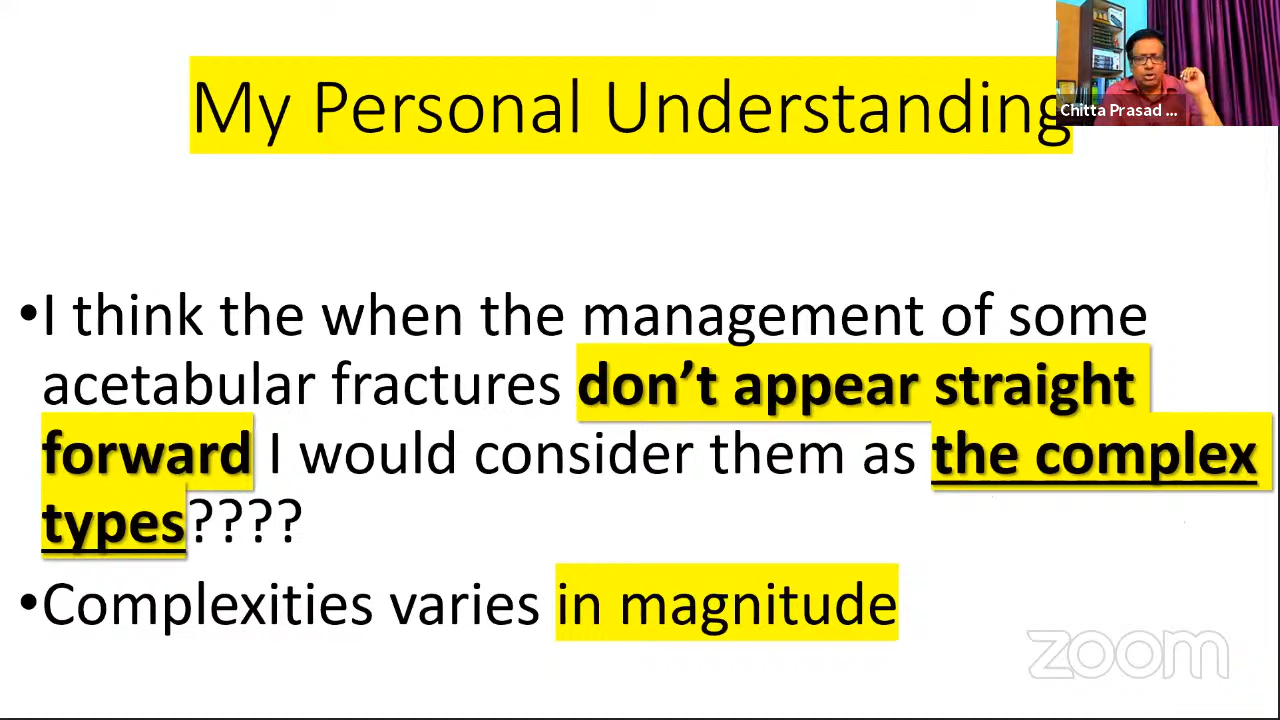 My Personal Understanding
Chitta Prasad ...
•I think the when the management of some
acetabular fractures don’t appear straight
forward I would consider them as the complex
types????
•Complexities varies in magnitude
zoom